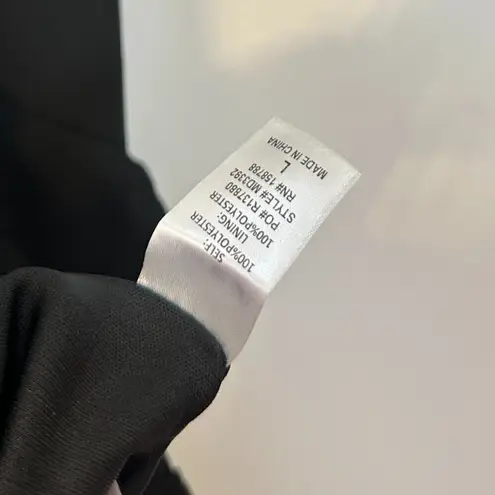 SELF:
100%POLYESTER
LINING:
100%POLYESTER
PO# R137880
STYLE# MD3392
RN# 158788
L
MADE IN CHINA